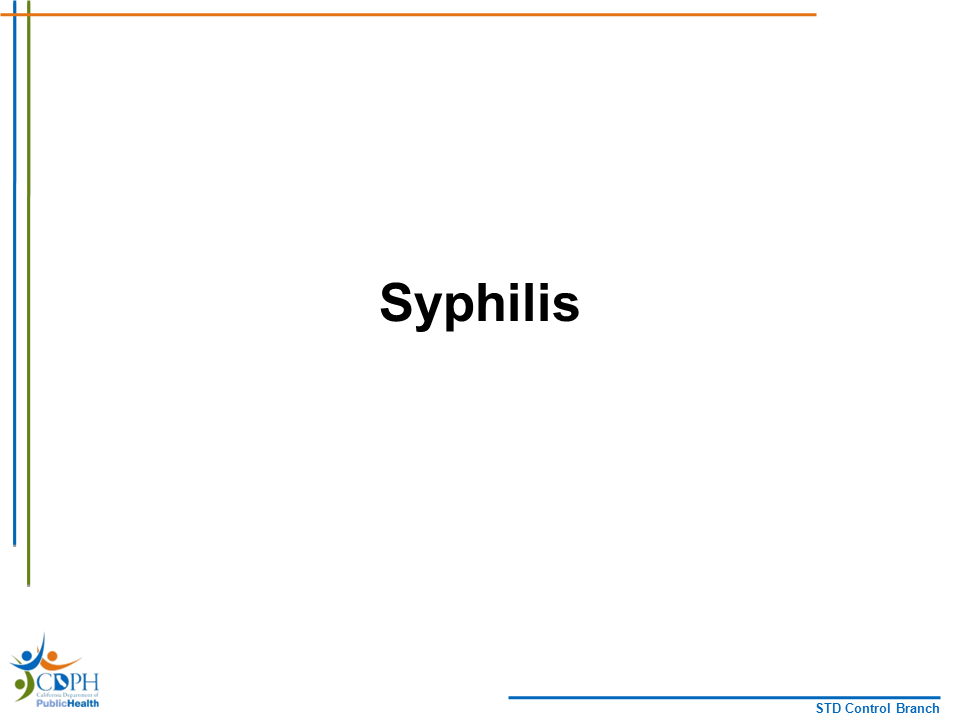 Syphilis
CDPH
California Department of
PublicHealth
STD Control Branch